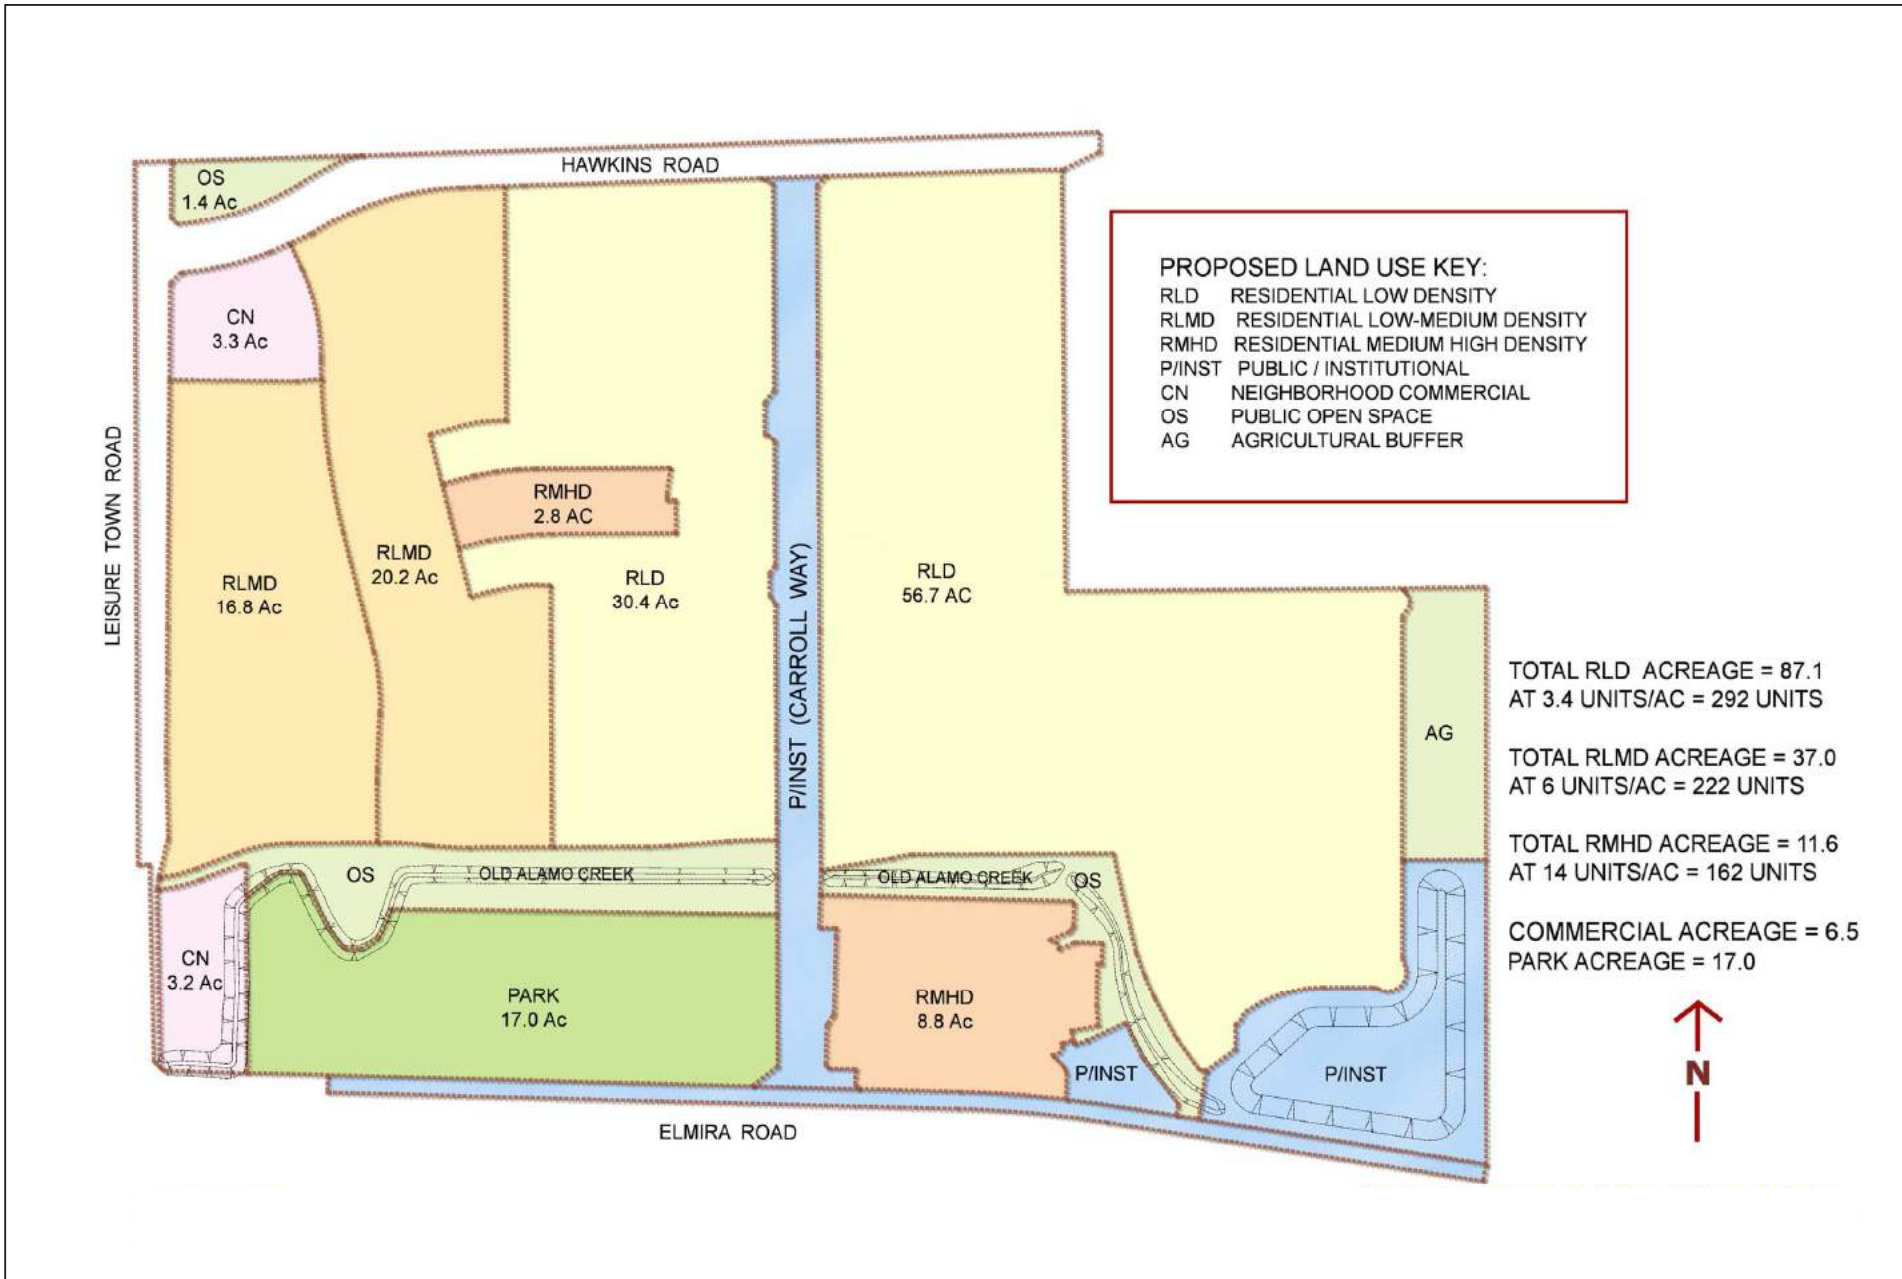 HAWKINS ROAD
OS
1.4 Ac
CN
3.3 Ac
PROPOSED LAND USE KEY:
RLD RESIDENTIAL LOW DENSITY
RLMD RESIDENTIAL LOW-MEDIUM DENSITY
RMHD RESIDENTIAL MEDIUM HIGH DENSITY
P/INST PUBLIC / INSTITUTIONAL
CN NEIGHBORHOOD COMMERCIAL
OS PUBLIC OPEN SPACE
AG AGRICULTURAL BUFFER
LEISURE TOWN ROAD
RMHD
2.8 AC
RLMD
20.2 Ac
RLMD
16.8 Ac
RLD
30.4 Ac
P/INST (CARROLL WAY)
RLD
56.7 AC
AG
TOTAL RLD ACREAGE = 87.1
AT 3.4 UNITS/AC = 292 UNITS
TOTAL RLMD ACREAGE = 37.0
AT 6 UNITS/AC = 222 UNITS
TOTAL RMHD ACREAGE = 11.6
AT 14 UNITS/AC = 162 UNITS
COMMERCIAL ACREAGE = 6.5
PARK ACREAGE = 17.0
OS
OLD ALAMO CREEK
OLD ALAMO CREEK
OS
CN
3.2 Ac
PARK
17.0 Ac
RMHD
8.8 Ac
P/INST
P/INST
N
ELMIRA ROAD